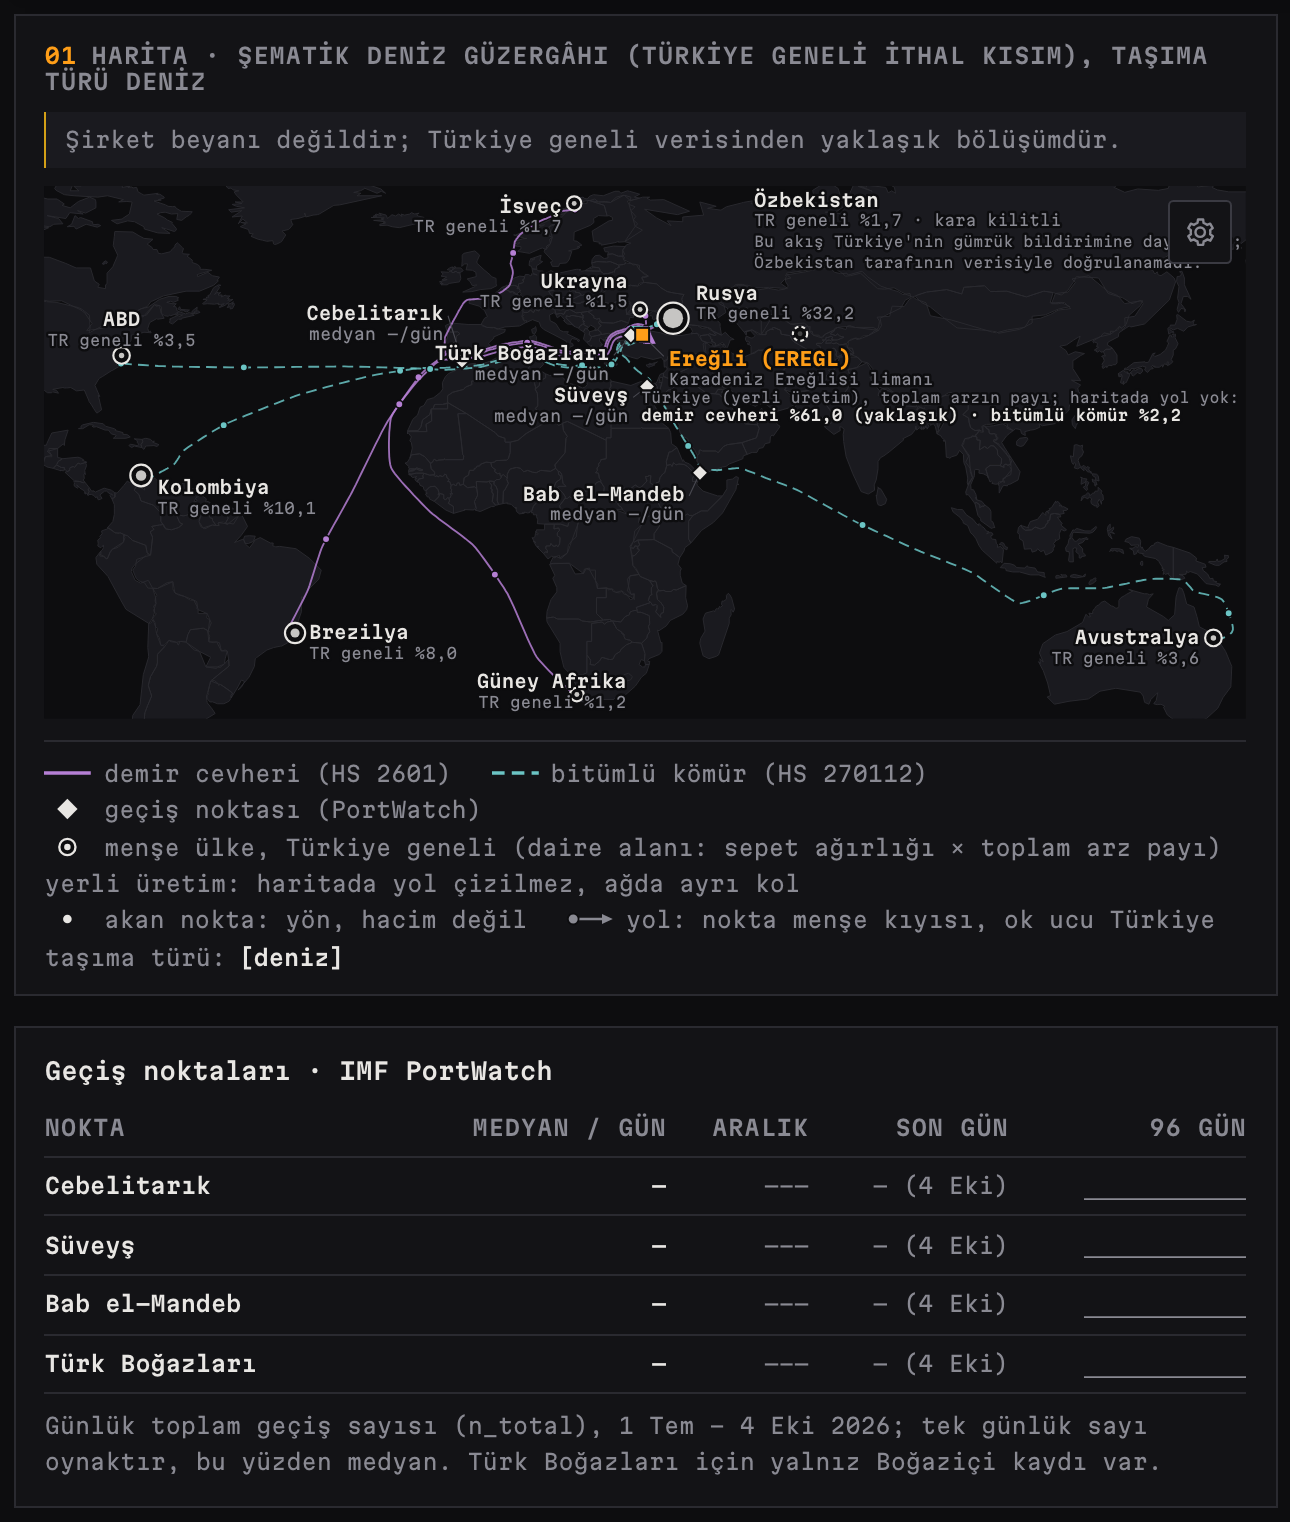 01 HARİTA · ŞEMATİK DENİZ GÜZERGÂHI (TÜRKİYE GENELİ İTHAL KISIM), TAŞIMA
TÜRÜ DENİZ
Şirket beyanı değildir; Türkiye geneli verisinden yaklaşık bölüşümdür.
İsveç
TR geneli %1,7
Özbekistan
TR geneli %1,7 · kara kilitli
Bu akış Türkiye'nin gümrük bildirimine ;
Özbekistan tarafının verisiyle
Ukrayna
TR geneli %1,5
Rusya
TR geneli %32,2
ABD
TR geneli %3,5
Cebelitarık
medyan —/gün
Türk Boğazları
medyan —/gün
Ereğli (EREGL)
Karadeniz Ereğlisi limanı
Türkiye (yerli üretim), toplam arzın payı; haritada yol yok:
demir cevheri %61,0 (yaklaşık) · bitümlü kömür %2,2
Süveyş
medyan —/gün
Kolombiya
TR geneli %10,1
Bab el-Mandeb
medyan —/gün
Brezilya
TR geneli %8,0
Avustralya
TR geneli %3,6
Güney Afrika
TR geneli %1,2
demir cevheri (HS 2601) bitümlü kömür (HS 270112)
geçiş noktası (PortWatch)
menşe ülke, Türkiye geneli (daire alanı: sepet ağırlığı × toplam arz payı)
yerli üretim: haritada yol çizilmez, ağda ayrı kol
akan nokta: yön, hacim değil yol: nokta menşe kıyısı, ok ucu Türkiye
taşıma türü: [deniz]
Geçiş noktaları · IMF PortWatch
NOKTA MEDYAN / GÜN ARALIK SON GÜN 96 GÜN
Cebelitarık — ——— — (4 Eki)
Süveyş — ——— — (4 Eki)
Bab el-Mandeb — ——— — (4 Eki)
Türk Boğazları — ——— — (4 Eki)
Günlük toplam geçiş sayısı (n_total), 1 Tem – 4 Eki 2026; tek günlük sayı
oynaktır, bu yüzden medyan. Türk Boğazları için yalnız Boğaziçi kaydı var.